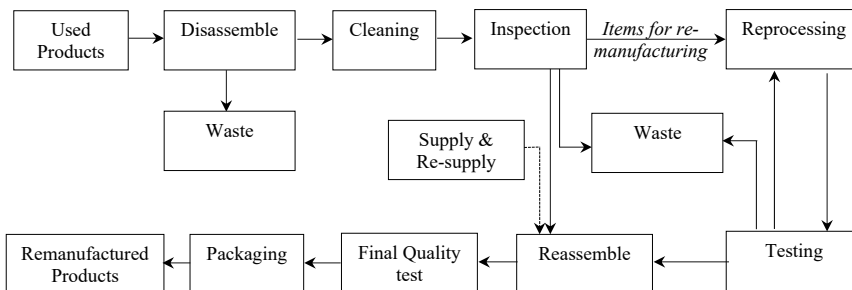 Used
Products
Disassemble
Cleaning
Inspection
Items for re-
manufacturing
Reprocessing
Waste
Supply &
Re-supply
Waste
Remanufactured
Products
Packaging
Final Quality
test
Reassemble
Testing